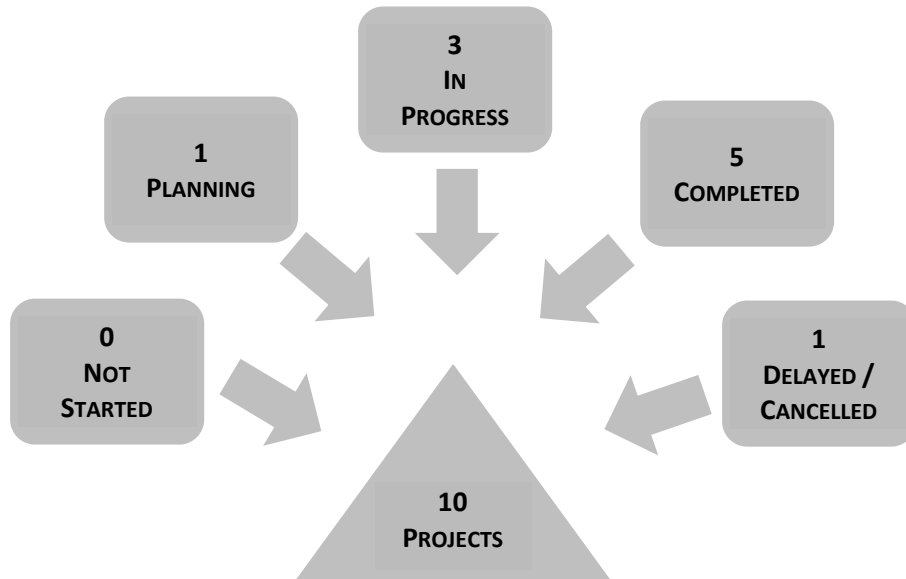 0
NOT
STARTED
1
PLANNING
3
IN
PROGRESS
5
COMPLETED
1
DELAYED /
CANCELLED
10
PROJECTS